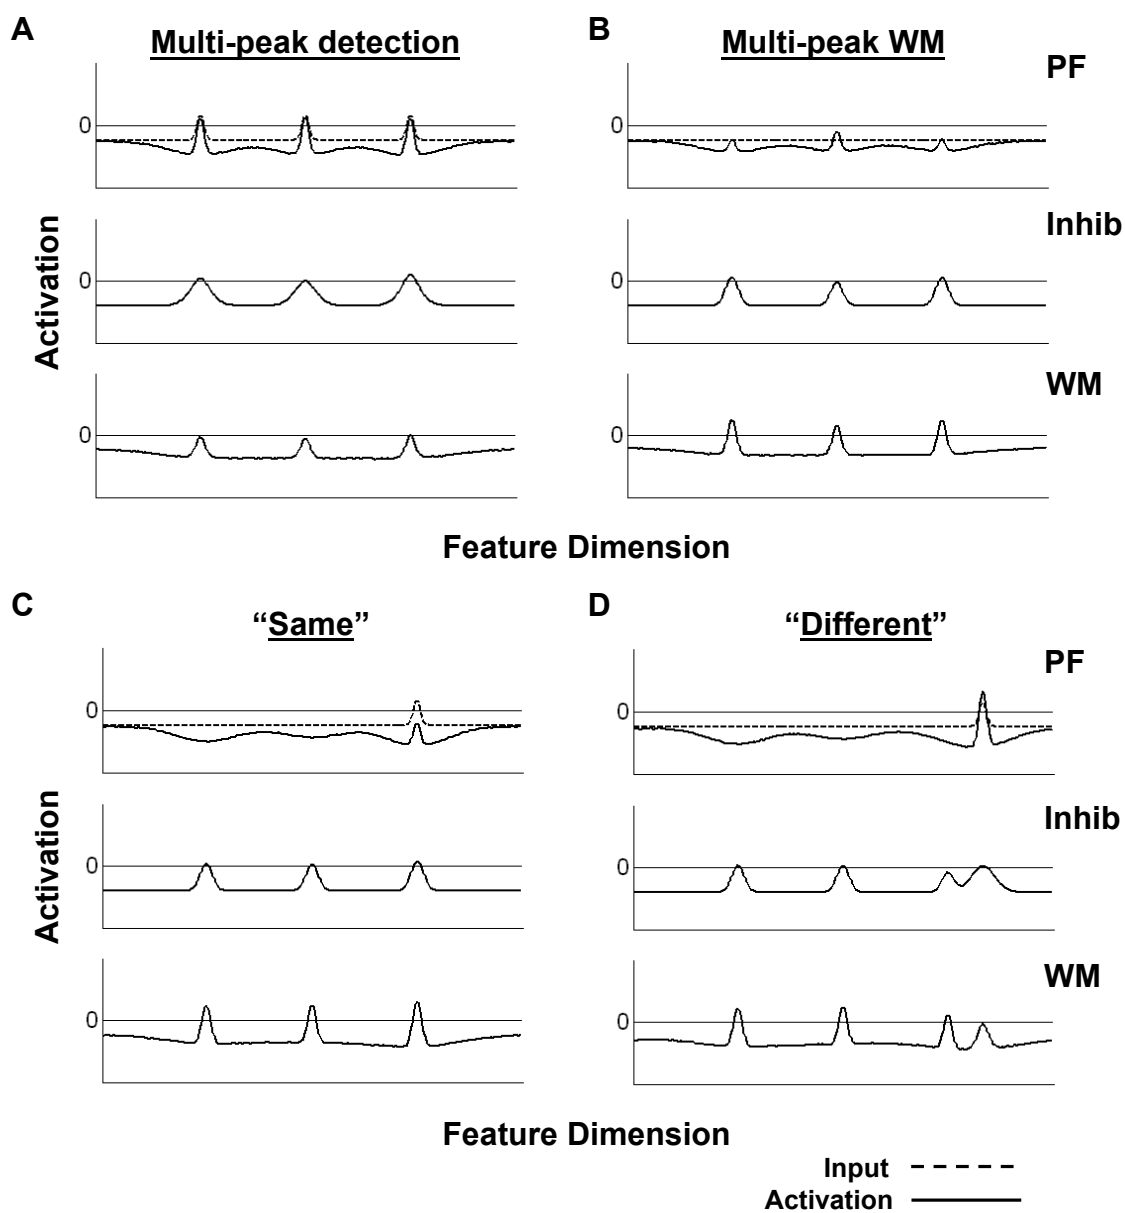 A
Multi-peak detection
B
Multi-peak WM
PF
0
0
Inhib
0
0
WM
0
0
Activation
Feature Dimension
C
“Same”
D
“Different”
PF
0
0
Inhib
0
0
WM
0
0
Activation
Feature Dimension
Input
Activation